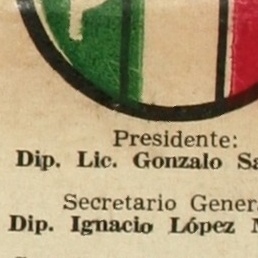 Presidente:
Dip. Lic. Gonzalo
Secretario
Dip. Ignacio López